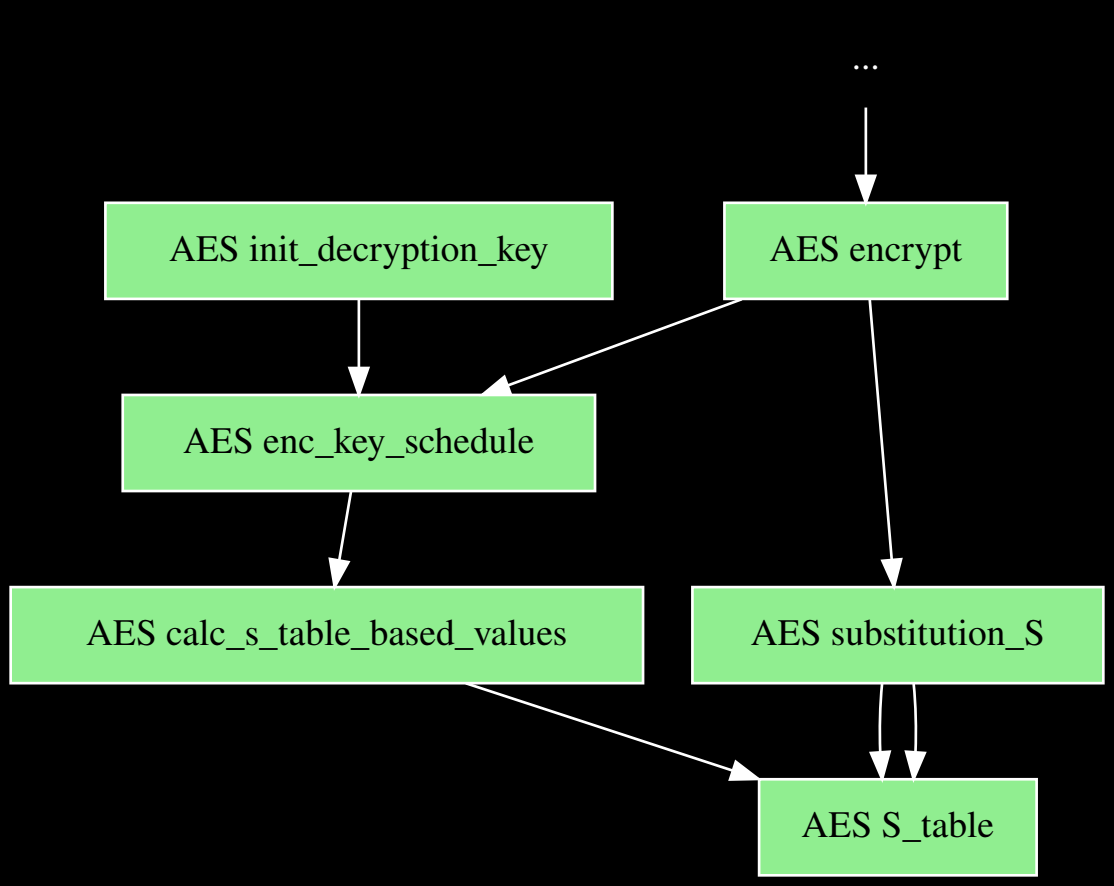 ...
AES init_decryption_key
AES encrypt
AES enc_key_schedule
AES calc_s_table_based_values
AES substitution_S
AES S_table